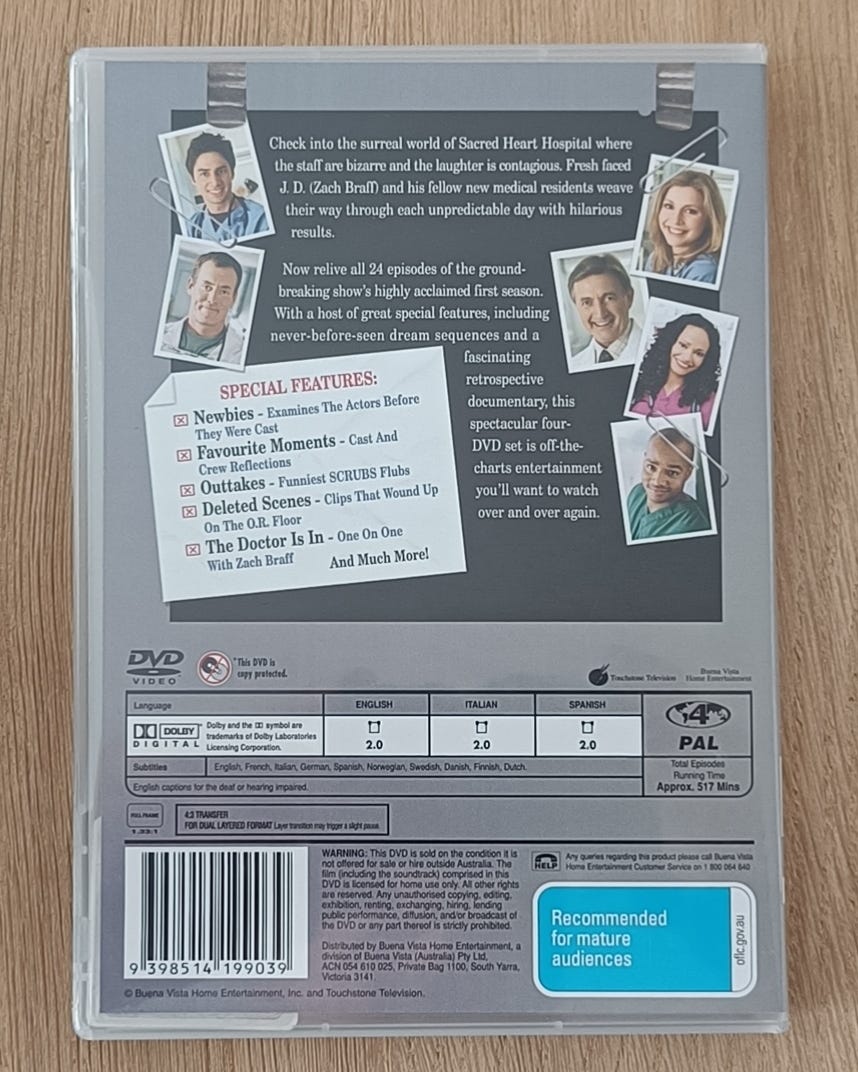 Check into the surreal world of Sacred Heart Hospital where
the staff are bizarre and the laughter is contagious. Fresh faced
J. D. (Zach Braff) and his fellow new medical residents weave
their way through each unpredictable day with hilarious
results.
Now relive all 24 episodes of the ground-
breaking show's highly acclaimed first season.
With a host of great special features, including
never-before-seen dream sequences and a
fascinating
retrospective
documentary, this
spectacular four-
DVD set is off-the-
charts entertainment
you'll want to watch
over and over again.
SPECIAL FEATURES:
Newbies - Examines The Actors Before
They Were Cast
Favourite Moments - Cast And
Crew Reflections
Outtakes - Funniest SCRUBS Flubs
Deleted Scenes - Clips That Wound Up
On The O.R. Floor
The Doctor Is In - One On One
With Zach Braff
And Much More!
DVD
VIDEO
"This DVD is
copy protected.
Touchstone Television
Buena Vista
Home Entertainment
Language
ENGLISH
ITALIAN
SPANISH
4
PAL
DOLBY
DIGITAL
Dolby and the DD symbol are
trademarks of Dolby Laboratories
Licensing Corporation.
2.0
2.0
2.0
Subtitles
English, French, Italian, German, Spanish, Norwegian, Swedish, Danish, Finnish, Dutch.
English captions for the deaf or hearing impaired.
Total Episodes
Running Time
Approx. 517 Mins
FULL FRAME
1.33:1
4:3 TRANSFER
FOR DUAL LAYERED FORMAT Layer transition may trigger a slight pause.
9 398514 199039
WARNING: This DVD is sold on the condition it is
not offered for sale or hire outside Australia. The
film (including the soundtrack) comprised in this
DVD is licensed for home use only. All other rights
are reserved. Any unauthorised copying, editing,
exhibition, renting, exchanging, hiring, lending
public performance, diffusion, and/or broadcast of
the DVD or any part thereof is strictly prohibited.
Distributed by Buena Vista Home Entertainment, a
division of Buena Vista (Australia) Pty Ltd,
ACN 054 610 025, Private Bag 1100, South Yarra,
Victoria 3141.
© Buena Vista Home Entertainment, Inc. and Touchstone Television.
HELP
Any queries regarding this product please call Buena Vista
Home Entertainment Customer Service on 1 800 064 640
Recommended
for mature
audiences
oflc.gov.au